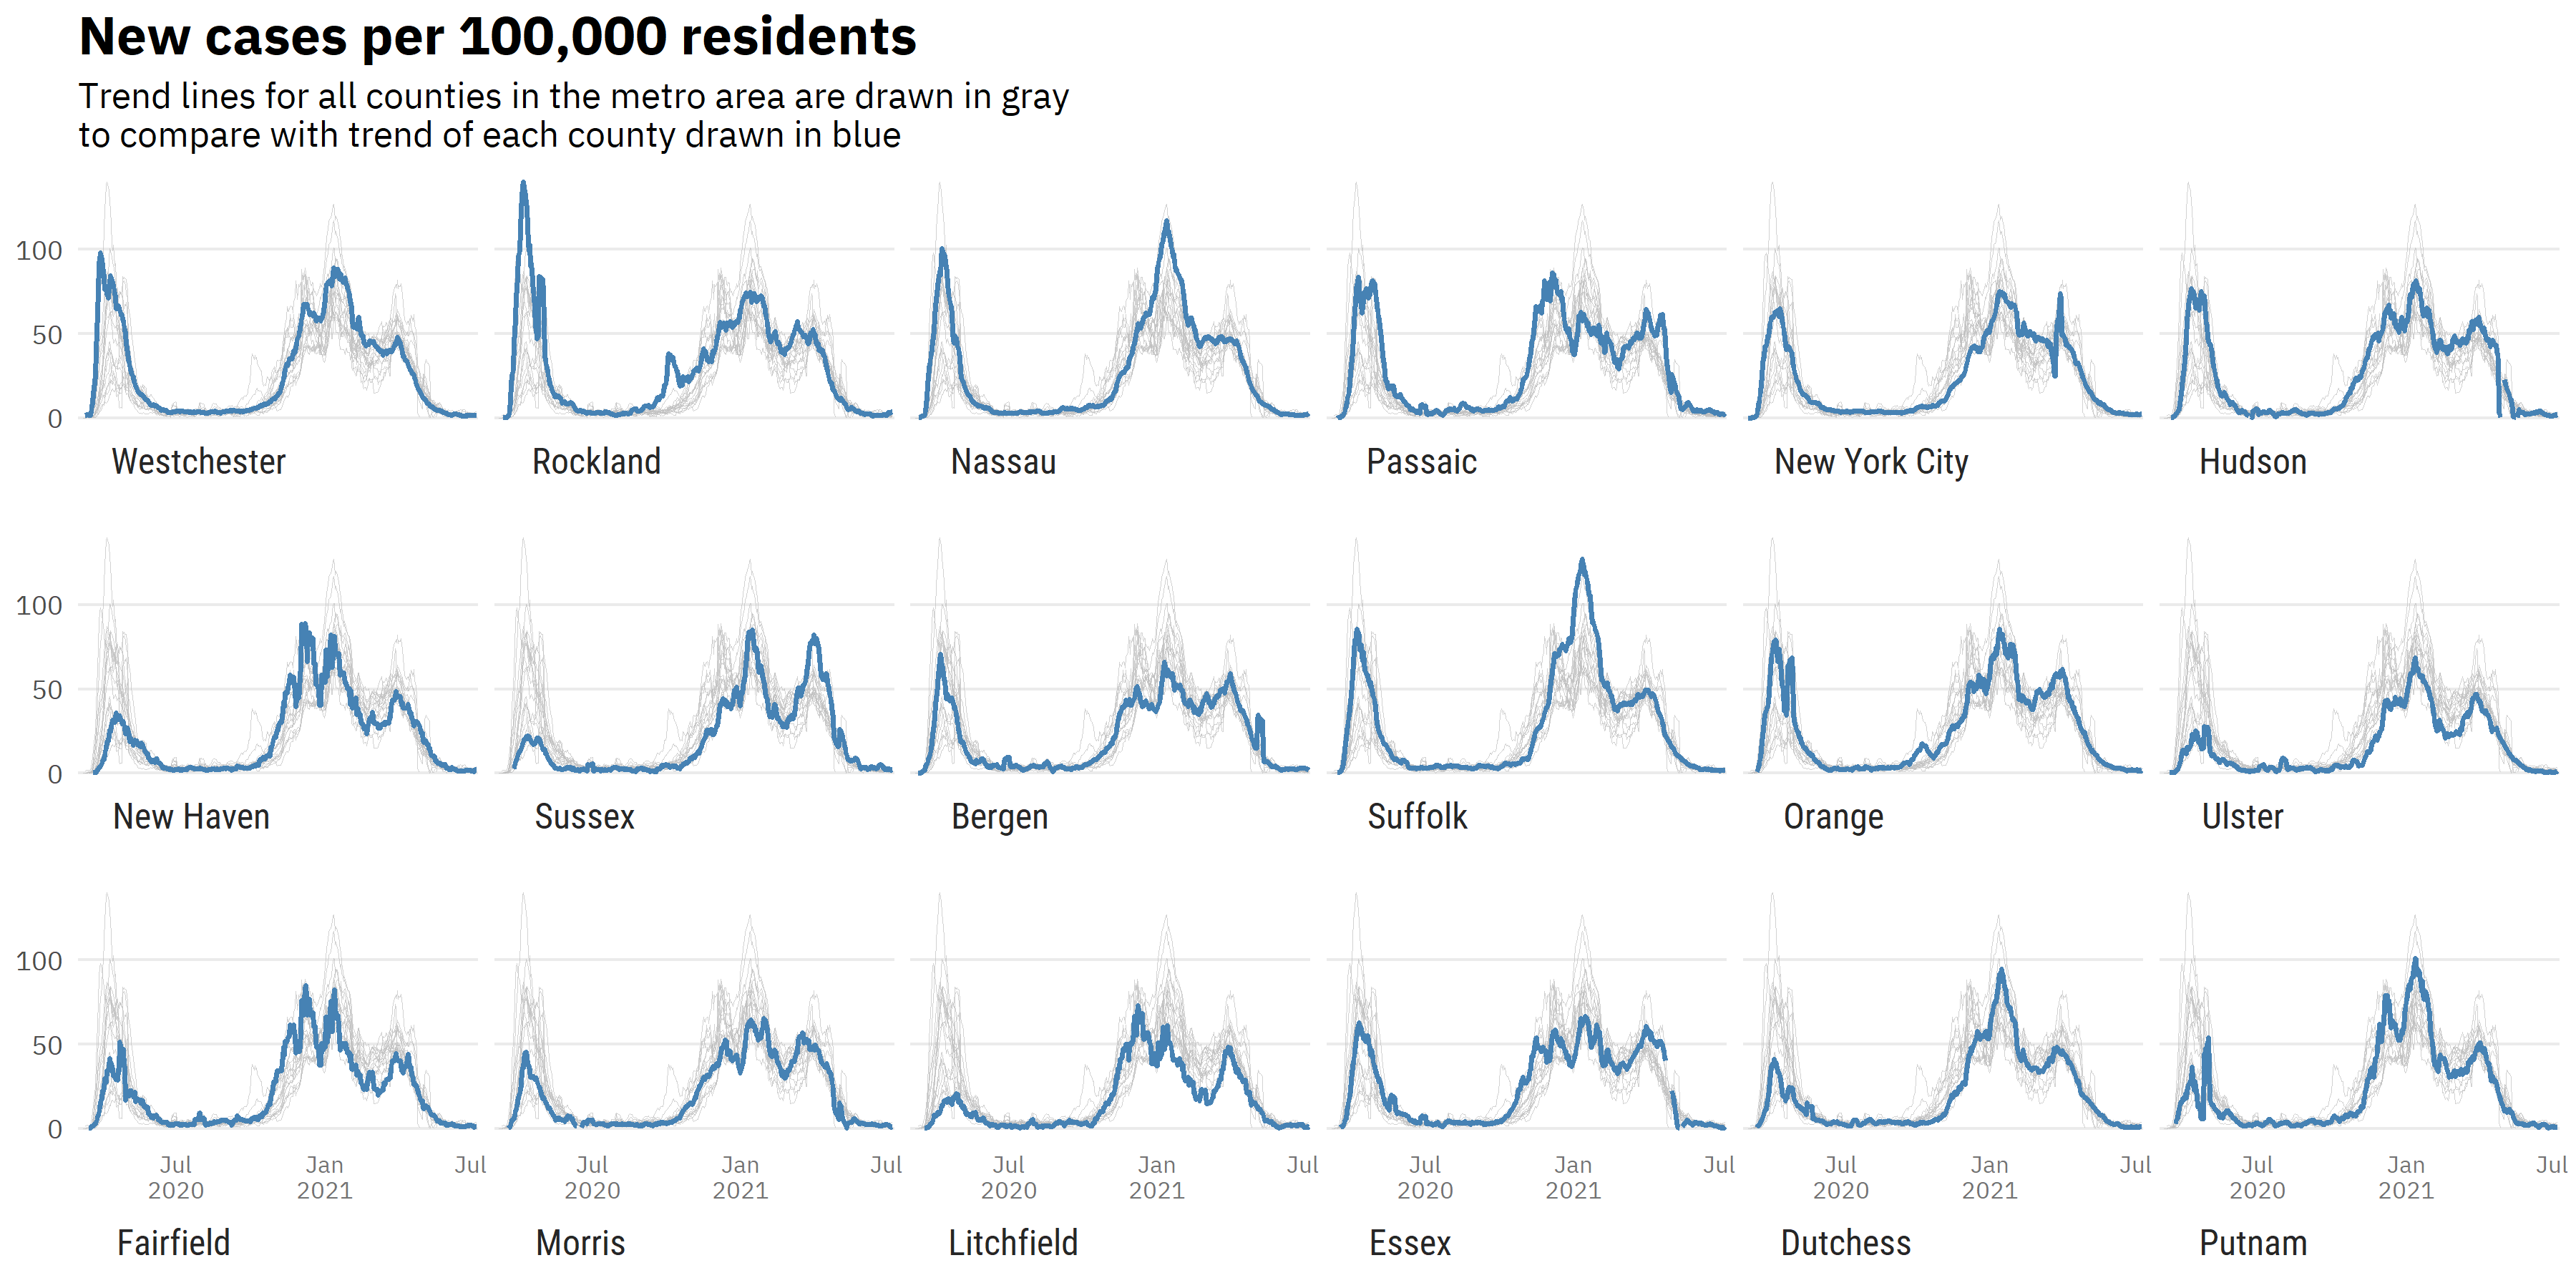 New cases per 100,000 residents
Trend lines for all counties in the metro area are drawn in gray
to compare with trend of each county drawn in blue
100
50
0
Westchester
Rockland
Nassau
Passaic
New York City
Hudson
100
50
0
New Haven
Sussex
Bergen
Suffolk
Orange
Ulster
100
50
0
Jul
2020
Jan
2021
Jul
Jul
2020
Jan
2021
Jul
Jul
2020
Jan
2021
Jul
Jul
2020
Jan
2021
Jul
Jul
2020
Jan
2021
Jul
Jul
2020
Jan
2021
Jul
Fairfield
Morris
Litchfield
Essex
Dutchess
Putnam